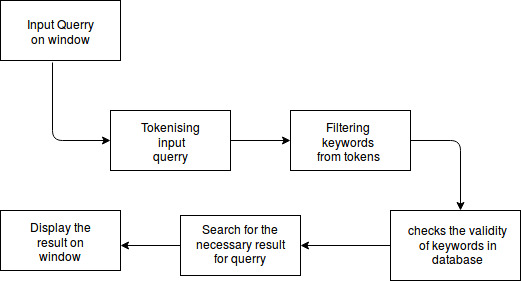 Input Querry
on window
Tokenising
input
querry
Filtering
keywords
from tokens
checks the validity
of keywords in
database
Search for the
necessary result
for querry
Display the
result on
window